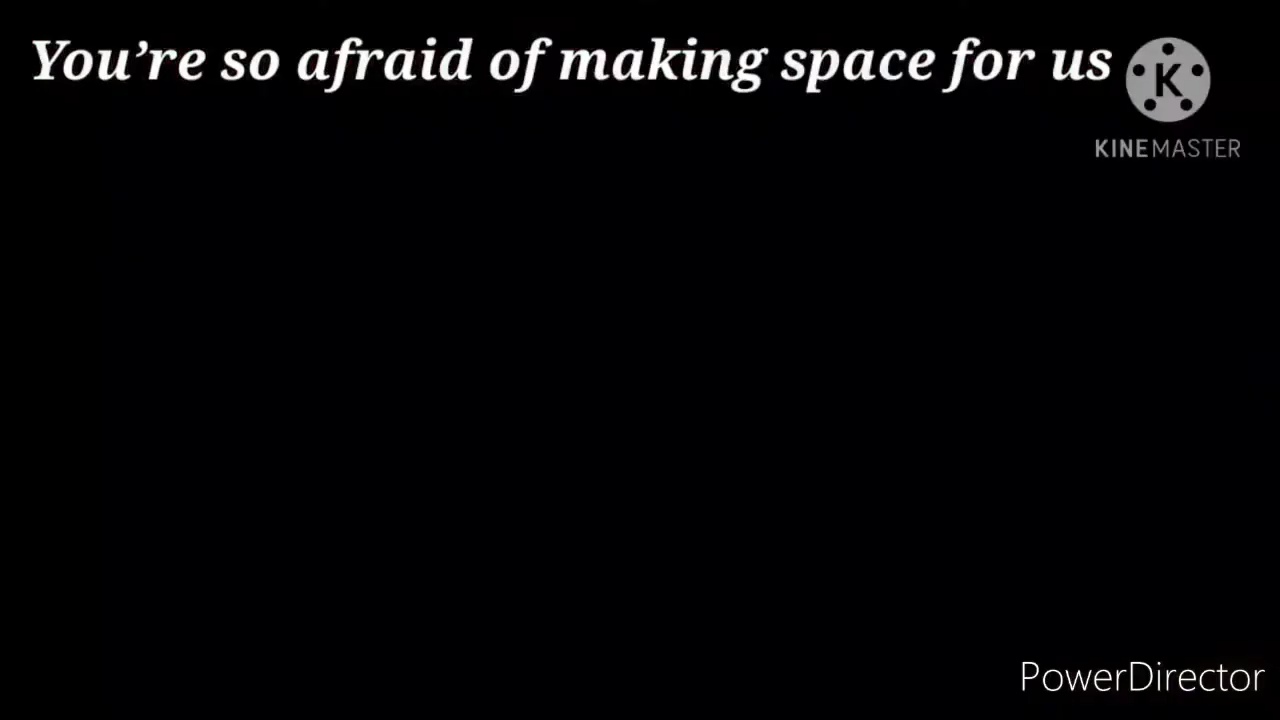 You’re so afraid of making space for us
K
KINEMASTER
PowerDirector